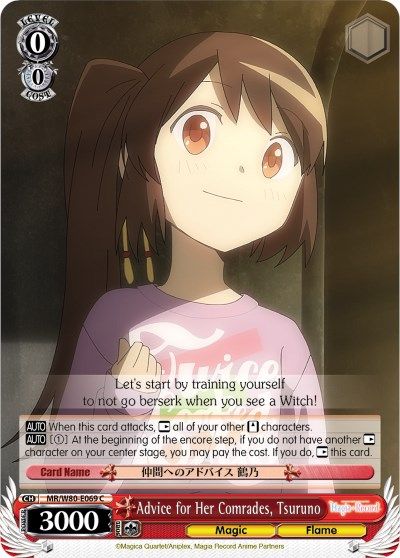 LEVEL
0
0
COST
Twice
Let's start by training yourself
to not go berserk when you see a Witch!
AUTO When this card attacks, all of your other characters.
AUTO [①] At the beginning of the encore step, if you do not have another
character on your center stage, you may pay the cost. If you do,
Card Name 仲間へのアドバイス 鶴乃
CH MR/W80-E069 C
Advice for Her Comrades, Tsuruno
Magia Record
POWER 3000
Magic Flame
©Magica Quartet/Aniplex, Magia Record Anime Partners